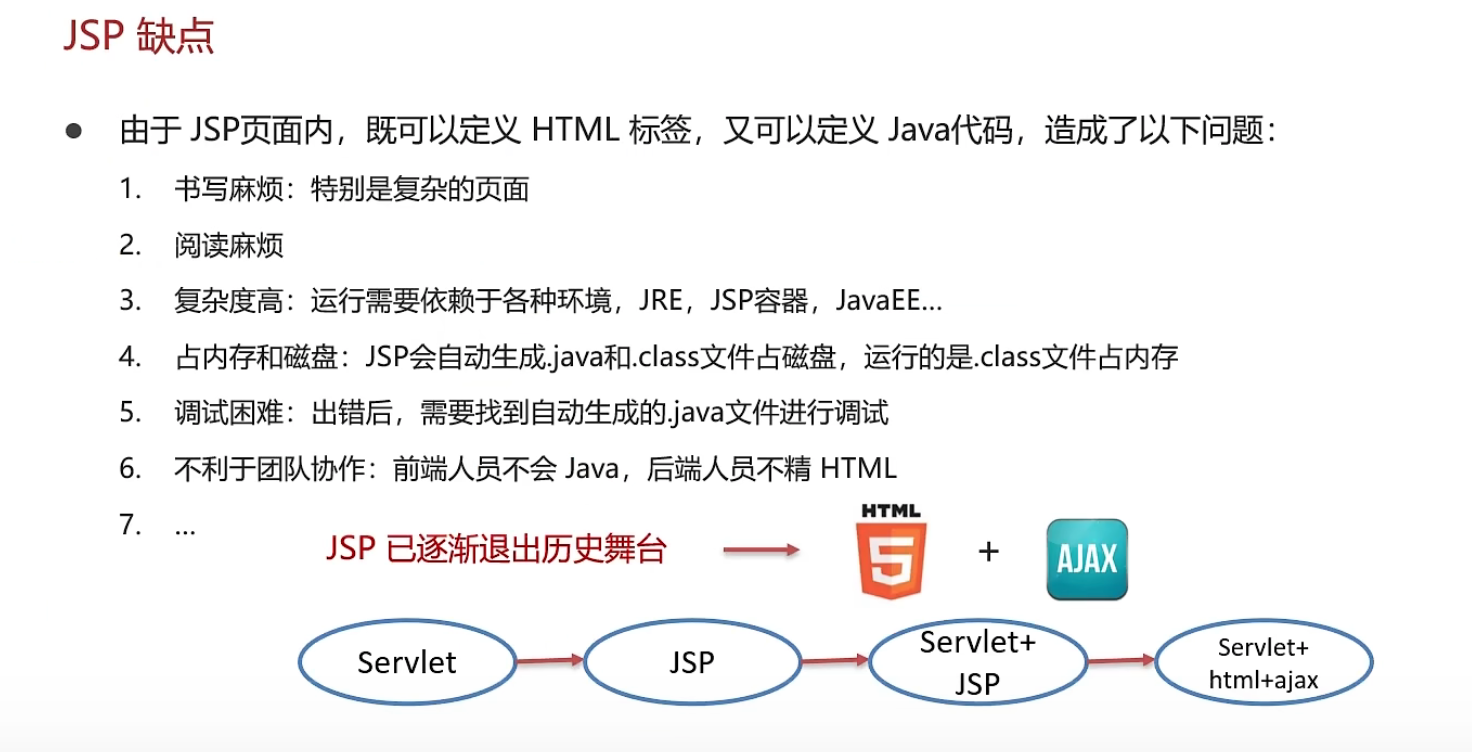 JSP 缺点
● 由于 JSP页面内，既可以定义 HTML 标签，又可以定义 Java代码，造成了以下问题：
1. 书写麻烦：特别是复杂的页面
2. 阅读麻烦
3. 复杂度高：运行需要依赖于各种环境，JRE，JSP容器，JavaEE…
4. 占内存和磁盘：JSP会自动生成.java和.class文件占磁盘，运行的是.class文件占内存
5. 调试困难：出错后，需要找到自动生成的.java文件进行调试
6. 不利于团队协作：前端人员不会 Java，后端人员不精 HTML
7. …
HTML
5
JSP 已逐渐退出历史舞台
+
AJAX
Servlet
JSP
Servlet+
JSP
Servlet+
html+ajax